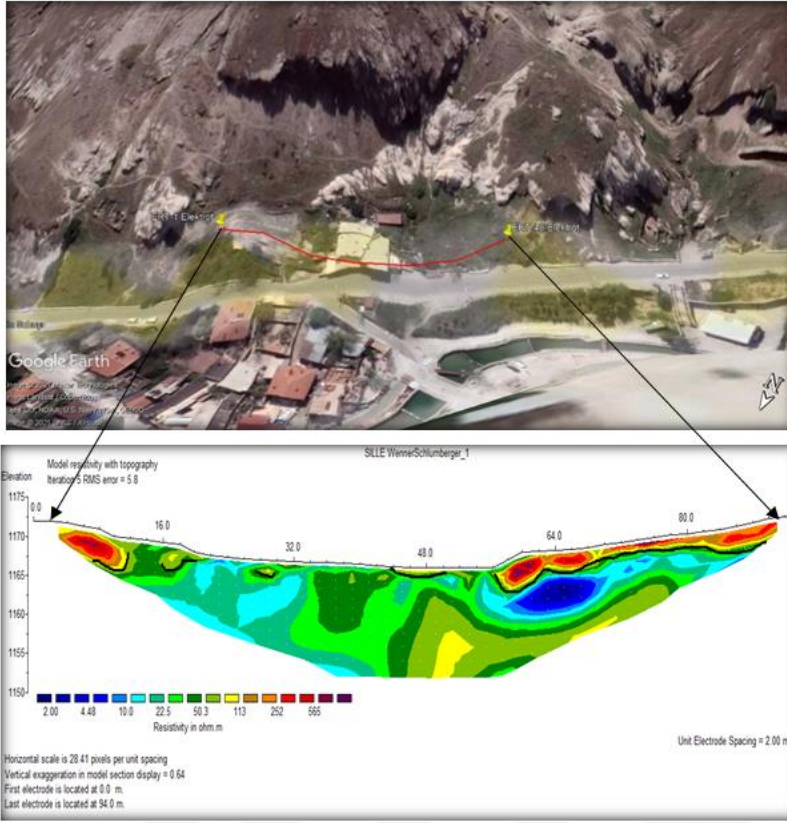 Google Earth
SILLE WennerSchlumberger_1
Model resistivity with topography
Iteration 5 RMS error = 5.8
Elevation
1175
0.0
16.0
32.0
48.0
64.0
80.0
1170
1165
1160
1155
1150
2.00 4.48 10.0 22.5 50.3 113 252 565
Resistivity in ohm.m
Unit Electrode Spacing = 2.00 m
Horizontal scale is 28.41 pixels per unit spacing
Vertical exaggeration in model section display = 0.64
First electrode is located at 0.0 m.
Last electrode is located at 94.0 m.